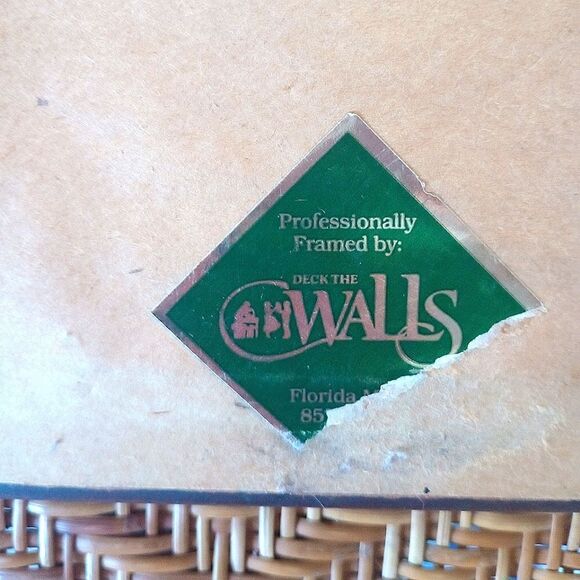 Professionally
Framed by:
DECK THE
WALLS
Florida
85